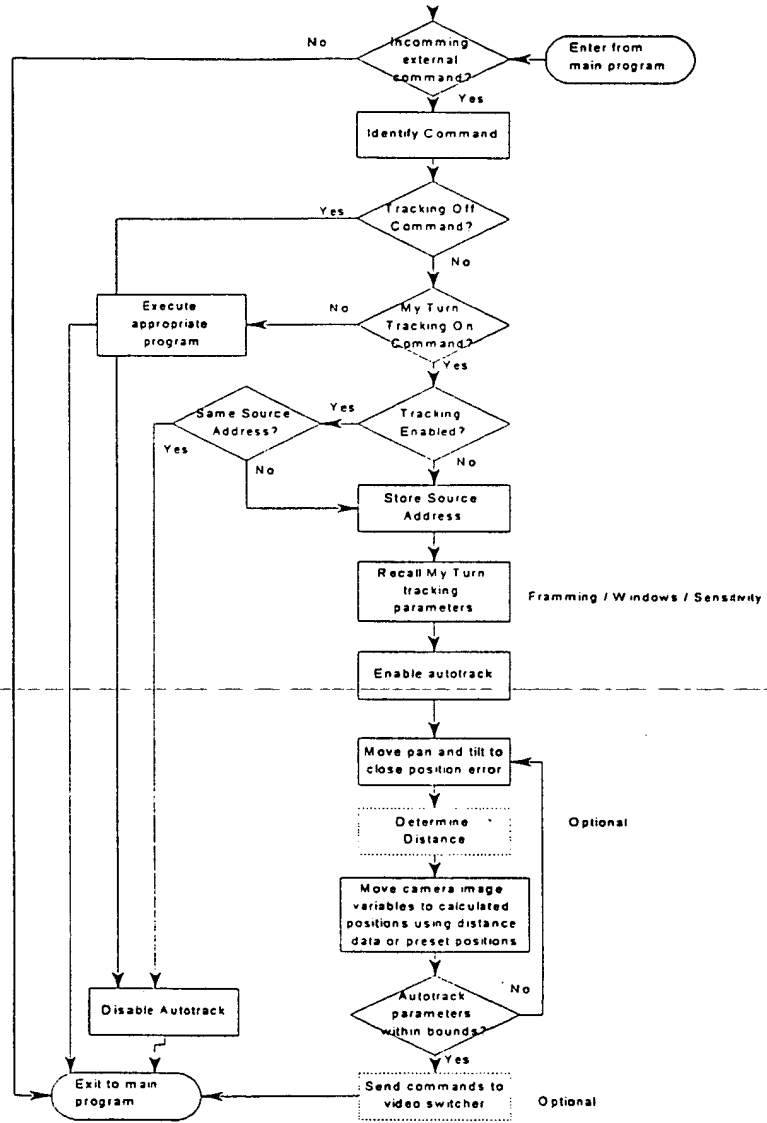 No
Incomming
external
command?
Enter from
main program
Yes
Identify Command
Yes
Tracking Off
Command?
No
Execute
appropriate
program
No
My Turn
Tracking On
Command?
Yes
Same Source
Address?
Yes
Tracking
Enabled?
Yes
No
No
Store Source
Address
Recall My Turn
tracking
parameters
Framming / Windows / Sensitivity
Enable autotrack
Move pan and tilt to
close position error
Determine
Distance
Optional
Move camera image
variables to calculated
positions using distance
data or preset positions
No
Autotrack
parameters
within bounds?
Disable Autotrack
Yes
Exit to main
program
Send commands to
video switcher
Optional